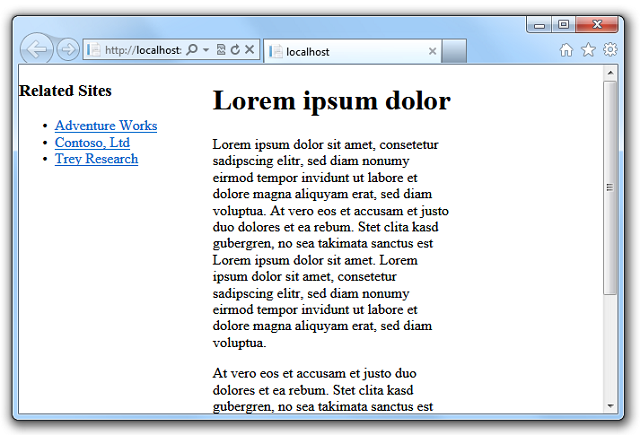 http://localhost:
localhost
Related Sites
Adventure Works
Contoso, Ltd
Trey Research
Lorem ipsum dolor
Lorem ipsum dolor sit amet, consetetur
sadipscing elitr, sed diam nonumy
eirmod tempor invidunt ut labore et
dolore magna aliquyam erat, sed diam
voluptua. At vero eos et accusam et justo
duo dolores et ea rebum. Stet clita kasd
gubergren, no sea takimata sanctus est
Lorem ipsum dolor sit amet. Lorem
ipsum dolor sit amet, consetetur
sadipscing elitr, sed diam nonumy
eirmod tempor invidunt ut labore et
dolore magna aliquyam erat, sed diam
voluptua.
At vero eos et accusam et justo duo
dolores et ea rebum. Stet clita kasd
gubergren, no sea takimata sanctus est